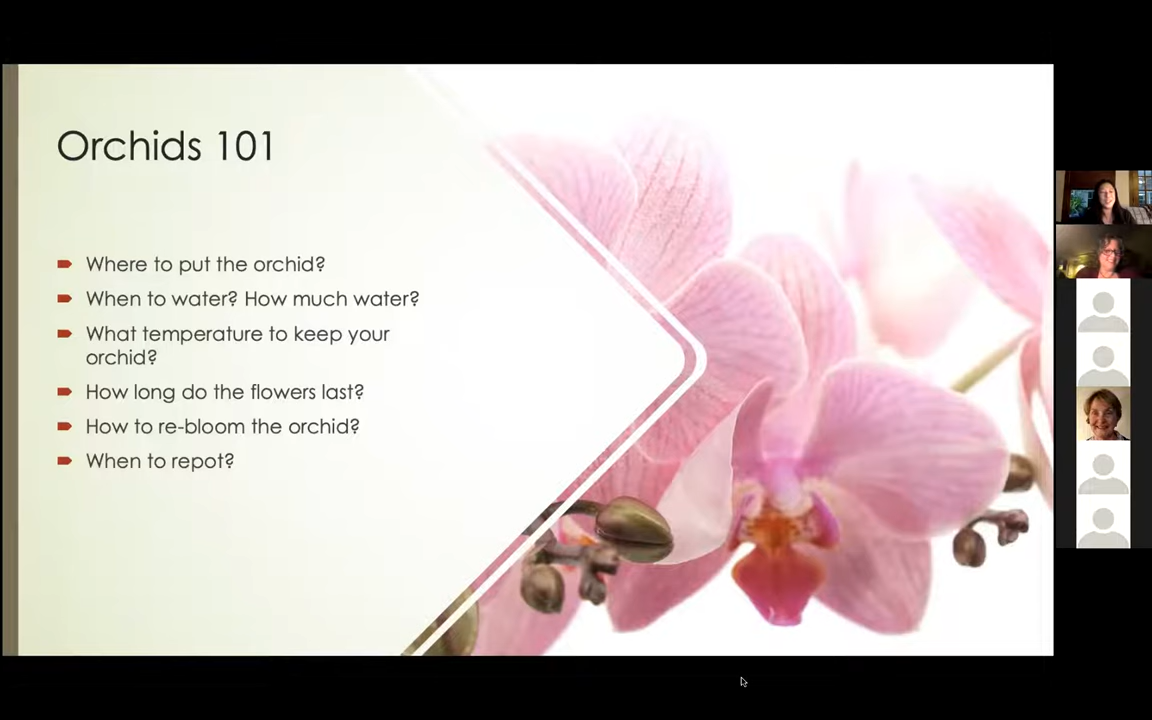 Orchids 101
Where to put the orchid?
When to water? How much water?
What temperature to keep your
orchid?
How long do the flowers last?
How to re-bloom the orchid?
When to repot?